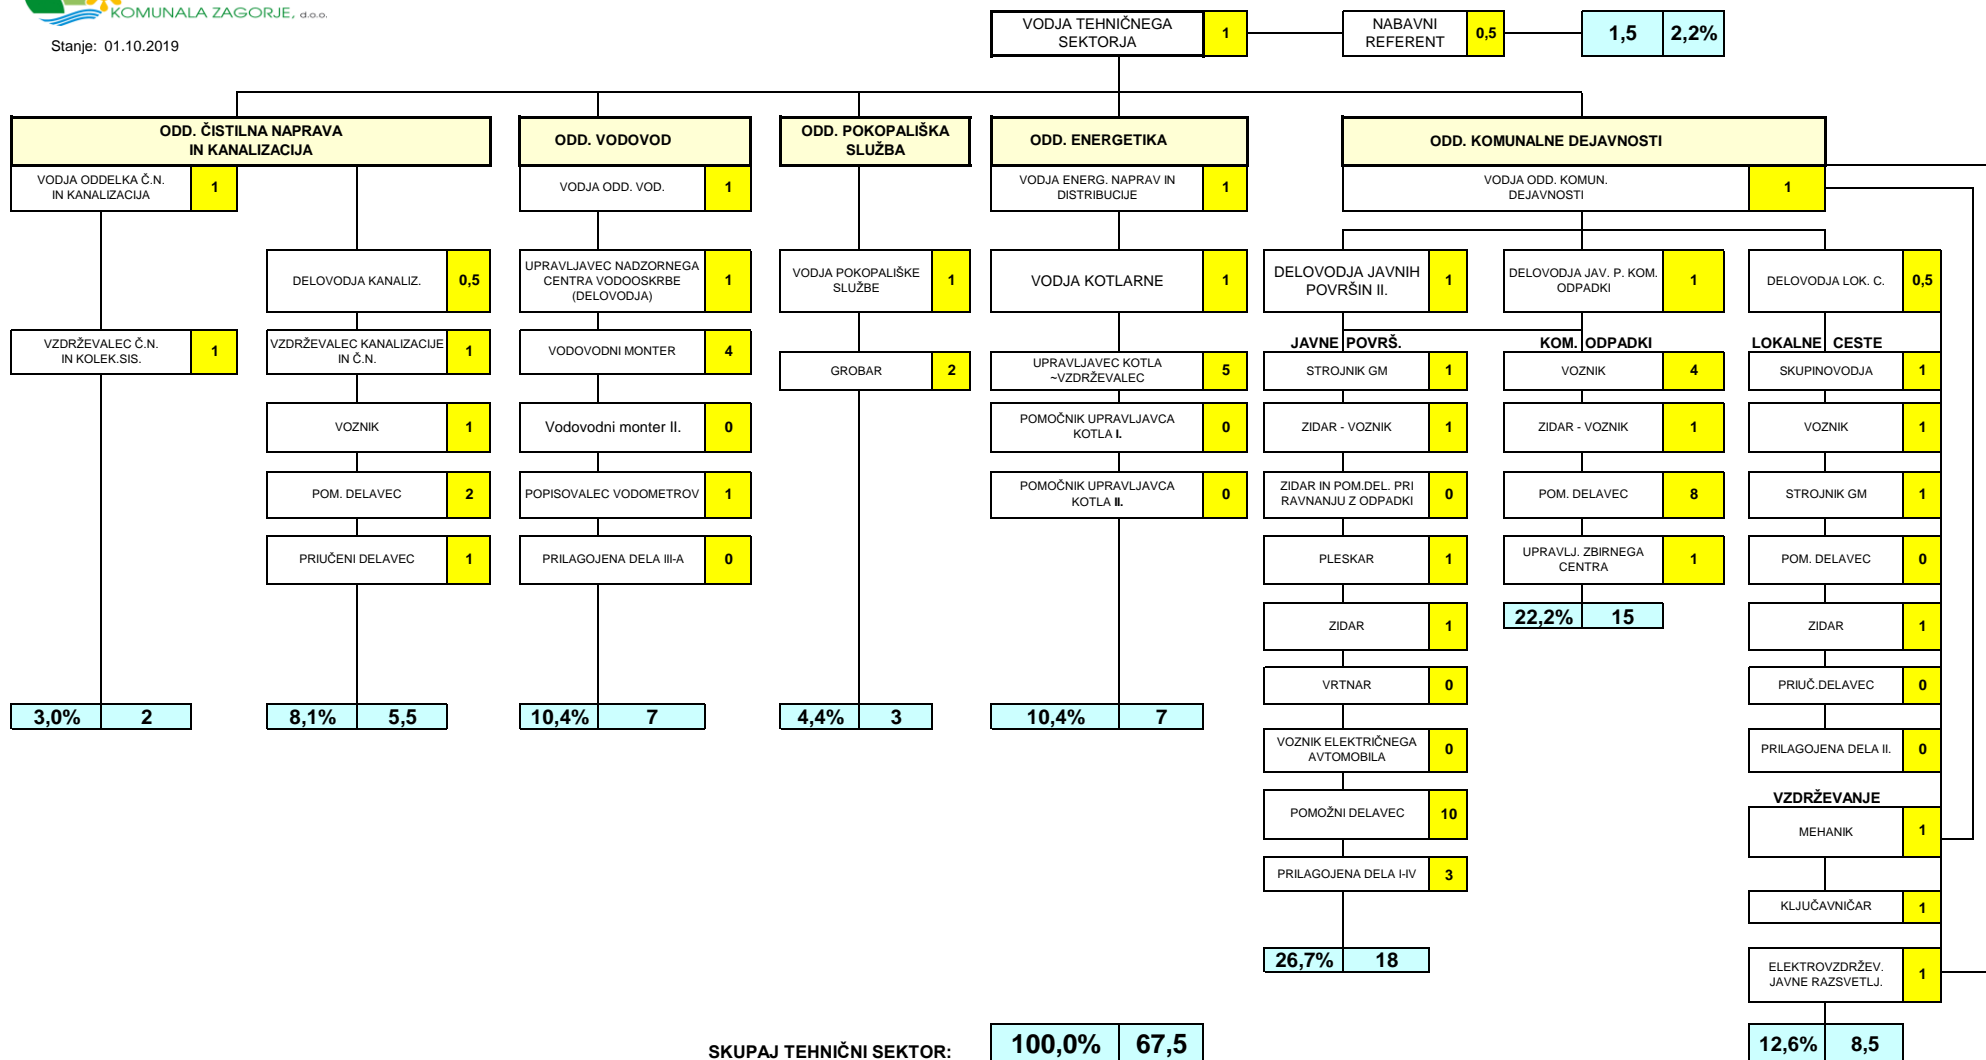 KOMUNALA ZAGORJE, d.o.o.
Stanje: 01.10.2019
VODJA TEHNIČNEGA
SEKTORJA
1
NABAVNI
REFERENT
0,5
1,5
2,2%
ODD. ČISTILNA NAPRAVA
IN KANALIZACIJA
VODJA ODDELKA Č.N.
IN KANALIZACIJA
1
VZDRŽEVALEC Č.N.
IN KOLEK.SIS.
1
3,0%
2
DELOVODJA KANALIZ.
0,5
VZDRŽEVALEC KANALIZACIJE
IN Č.N.
1
VOZNIK
1
POM. DELAVEC
2
PRIUČENI DELAVEC
1
8,1%
5,5
ODD. VODOVOD
VODJA ODD. VOD.
1
UPRAVLJAVEC NADZORNEGA
CENTRA VODOOSKRBE
(DELOVODJA)
1
VODOVODNI MONTER
4
Vodovodni monter II.
0
POPISOVALEC VODOMETROV
1
PRILAGOJENA DELA III-A
0
10,4%
7
ODD. POKOPALIŠKA
SLUŽBA
VODJA POKOPALIŠKE
SLUŽBE
1
GROBAR
2
4,4%
3
ODD. ENERGETIKA
VODJA ENERG. NAPRAV IN
DISTRIBUCIJE
1
VODJA KOTLARNE
1
UPRAVLJAVEC KOTLA
~VZDRŽEVALEC
5
POMOČNIK UPRAVLJAVCA
KOTLA I.
0
POMOČNIK UPRAVLJAVCA
KOTLA II.
0
10,4%
7
ODD. KOMUNALNE DEJAVNOSTI
VODJA ODD. KOMUN.
DEJAVNOSTI
1
DELOVODJA JAVNIH
POVRŠIN II.
1
JAVNE POVRŠ.
STROJNIK GM
1
ZIDAR - VOZNIK
1
ZIDAR IN POM.DEL. PRI
RAVNANJU Z ODPADKI
0
PLESKAR
1
ZIDAR
1
VRTNAR
0
VOZNIK ELEKTRIČNEGA
AVTOMOBILA
0
POMOŽNI DELAVEC
10
PRILAGOJENA DELA I-IV
3
26,7%
18
DELOVODJA JAV. P. KOM.
ODPADKI
1
KOM. ODPADKI
VOZNIK
4
ZIDAR - VOZNIK
1
POM. DELAVEC
8
UPRAVLJ. ZBIRNEGA
CENTRA
1
22,2%
15
DELOVODJA LOK. C.
0,5
LOKALNE CESTE
SKUPINOVODJA
1
VOZNIK
1
STROJNIK GM
1
POM. DELAVEC
0
ZIDAR
1
PRIUČ.DELAVEC
0
PRILAGOJENA DELA II.
0
VZDRŽEVANJE
MEHANIK
1
KLJUČAVNIČAR
1
ELEKTROVZDRŽEV.
JAVNE RAZSVETLJ.
1
12,6%
8,5
SKUPAJ TEHNIČNI SEKTOR:
100,0%
67,5